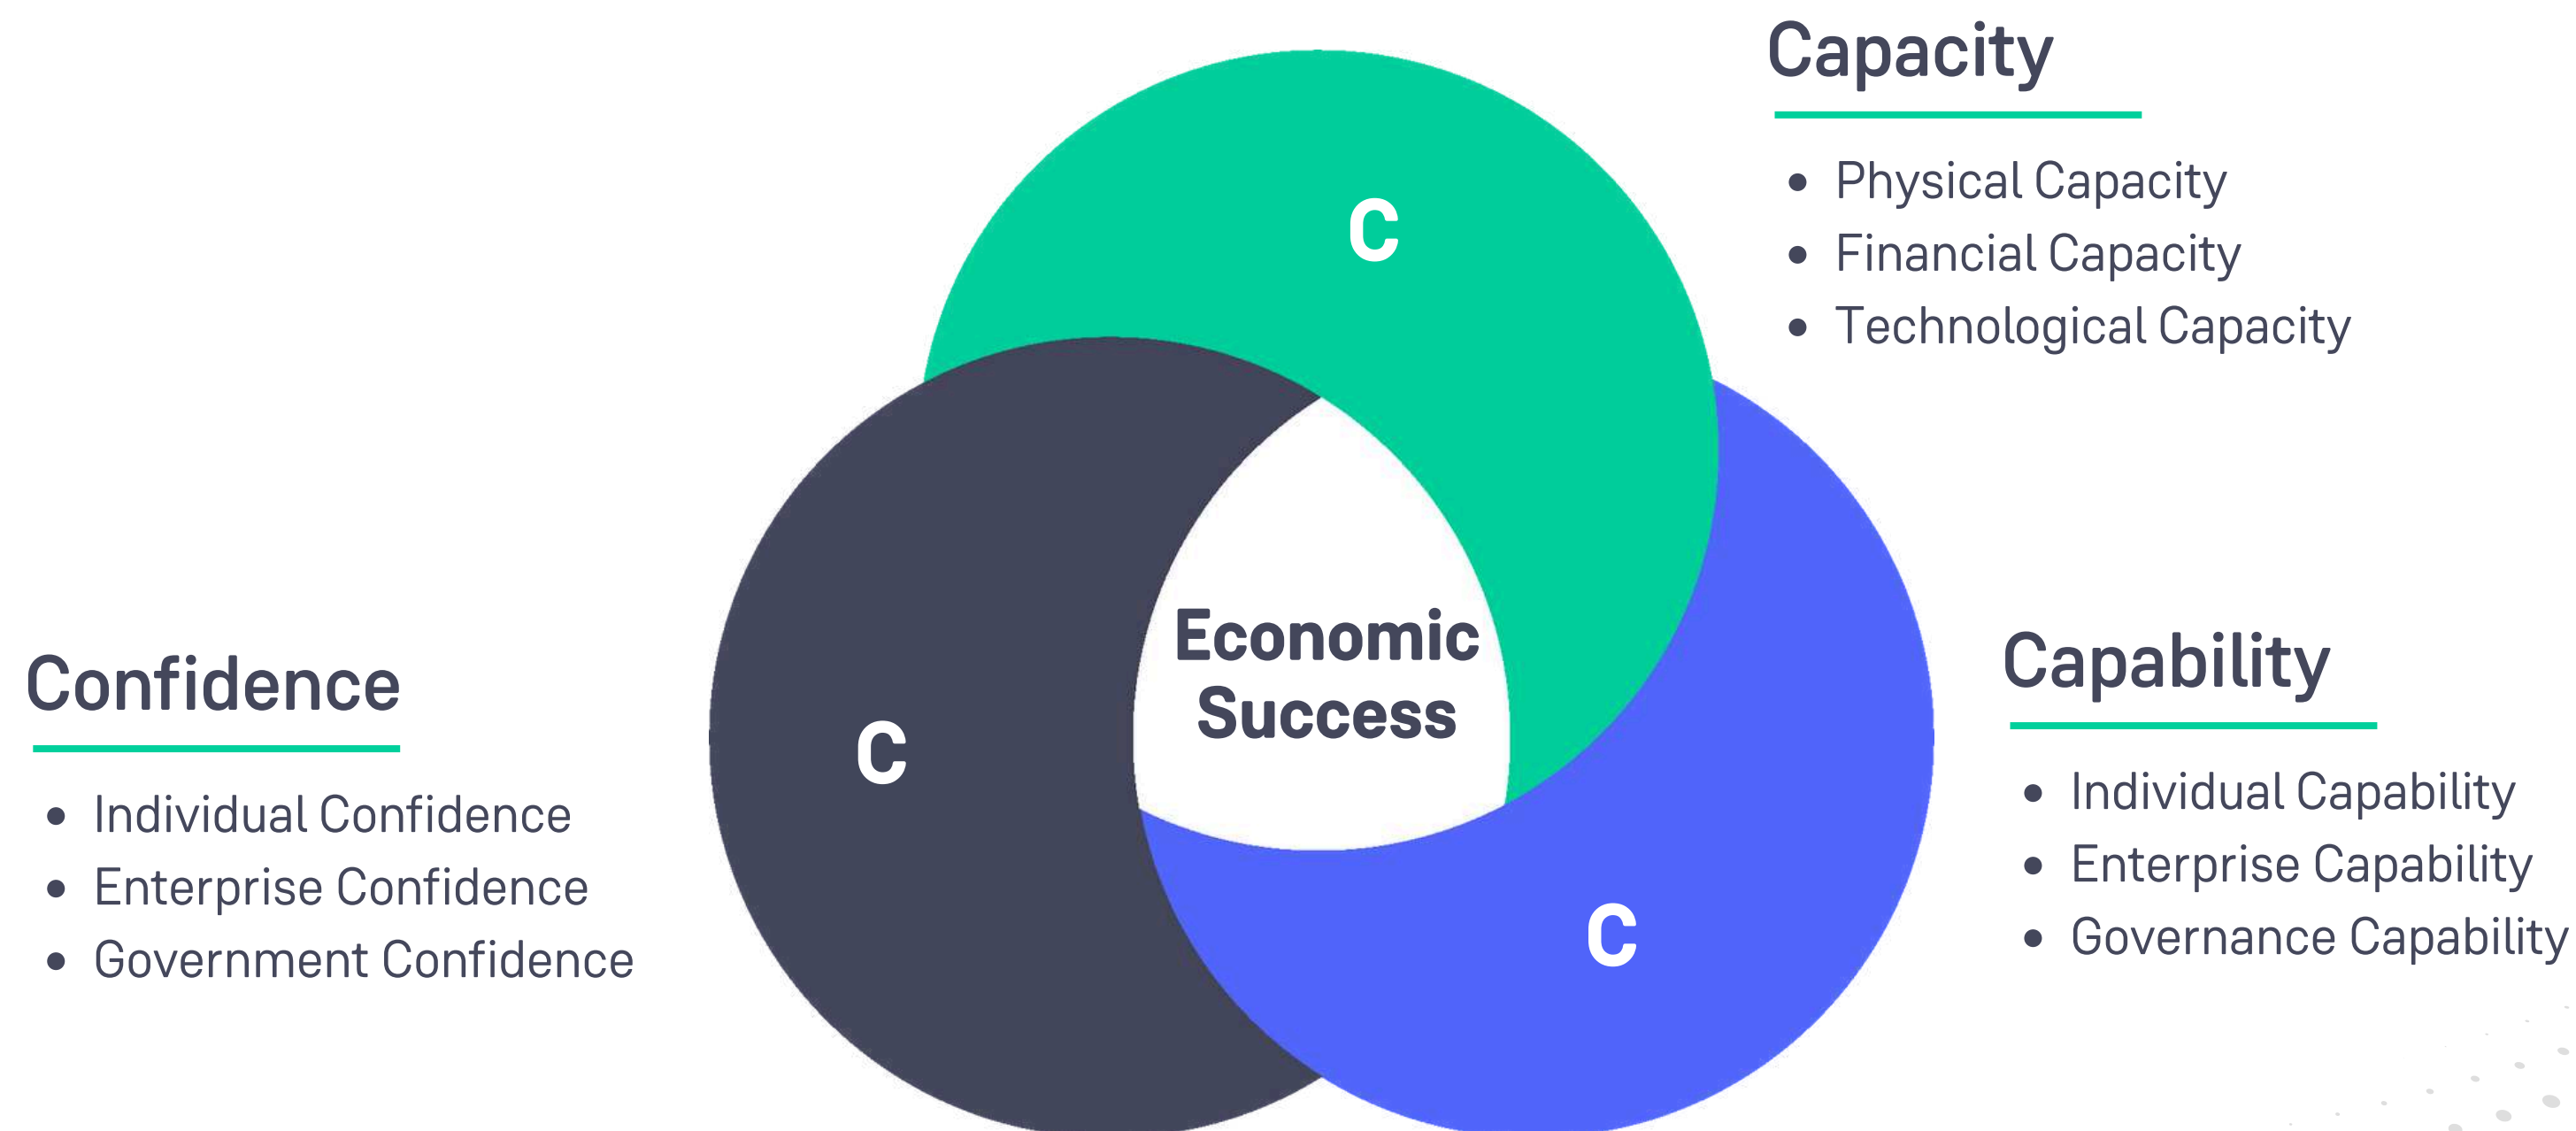 Capacity
• Physical Capacity
• Financial Capacity
• Technological Capacity
C
Economic
Success
Confidence
• Individual Confidence
• Enterprise Confidence
• Government Confidence
C
Capability
• Individual Capability
• Enterprise Capability
• Governance Capability
C